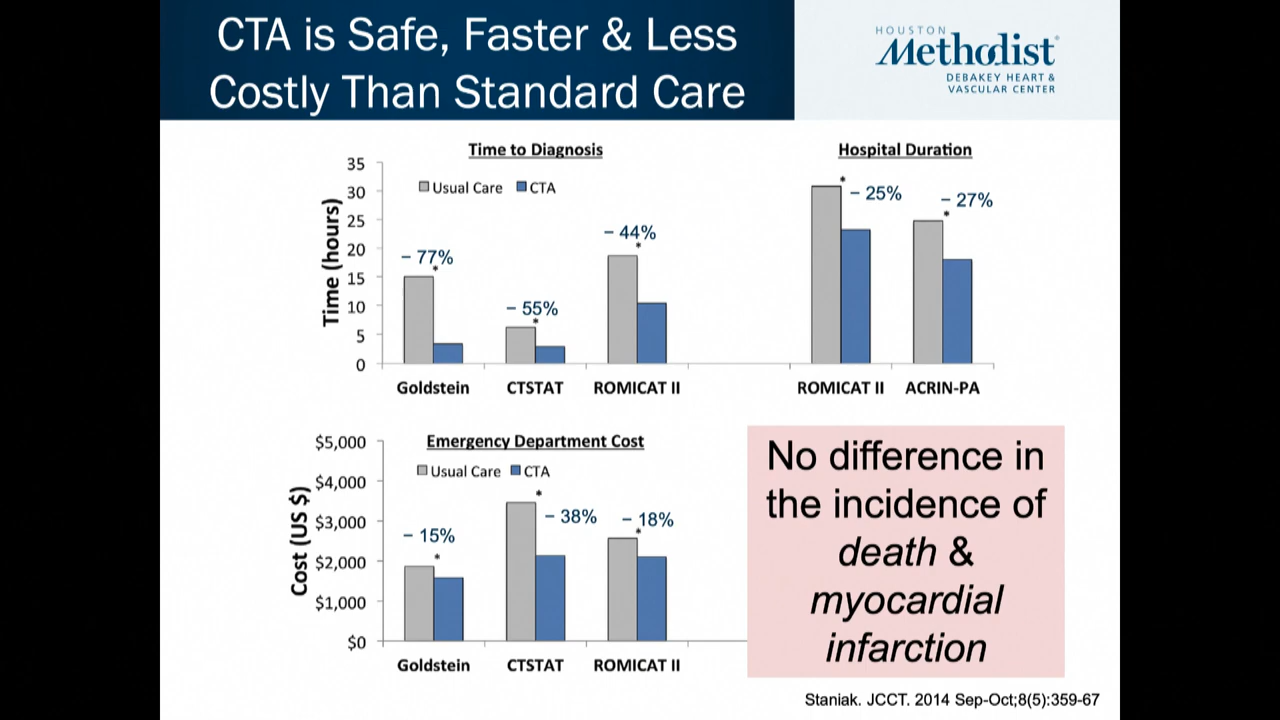 CTA is Safe, Faster & Less
Costly Than Standard Care
HOUSTON
Methodist
DEBAKEY HEART &
VASCULAR CENTER
Time to Diagnosis
Hospital Duration
Usual Care CTA
Time (hours)
35
30
25
20
15
10
5
0
– 77%
*
– 55%
*
– 44%
*
*
– 25%
– 27%
*
Goldstein CTSTAT ROMICAT II ROMICAT II ACRIN-PA
Emergency Department Cost
Usual Care CTA
Cost (US $)
$5,000
$4,000
$3,000
$2,000
$1,000
$0
– 15%
*
*
– 38%
– 18%
*
Goldstein CTSTAT ROMICAT II
No difference in
the incidence of
death &
myocardial
infarction
Staniak. JCCT. 2014 Sep-Oct;8(5):359-67